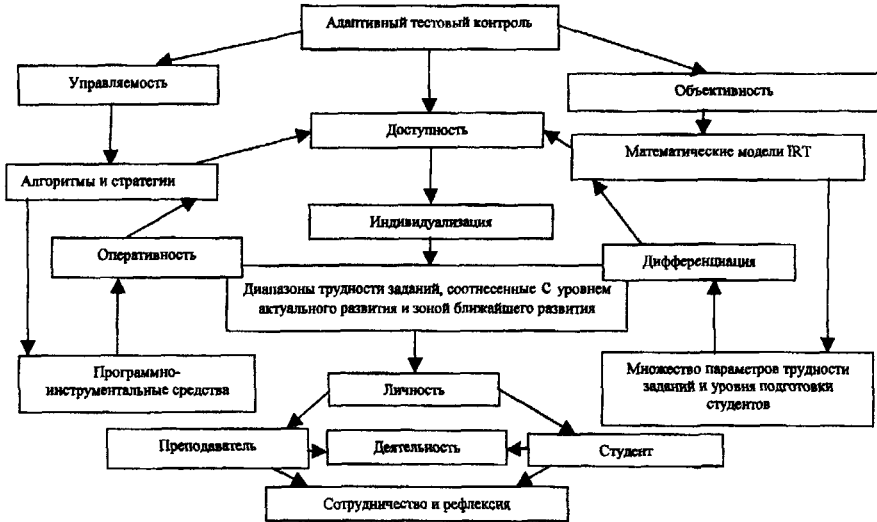 Адаптивный тестовый контроль
Управляемость
Объективность
Доступность
Математические модели IRT
Алгоритмы и стратегии
Индивидуализация
Оперативность
Дифференциация
Диапазоны трудности заданий, соотнесенные С уровнем
актуального развития и зоной ближайшего развития
Программно-
инструментальные средства
Множество параметров трудности
заданий и уровня подготовки
студентов
Личность
Преподаватель
Деятельность
Студент
Сотрудничество и рефлексия